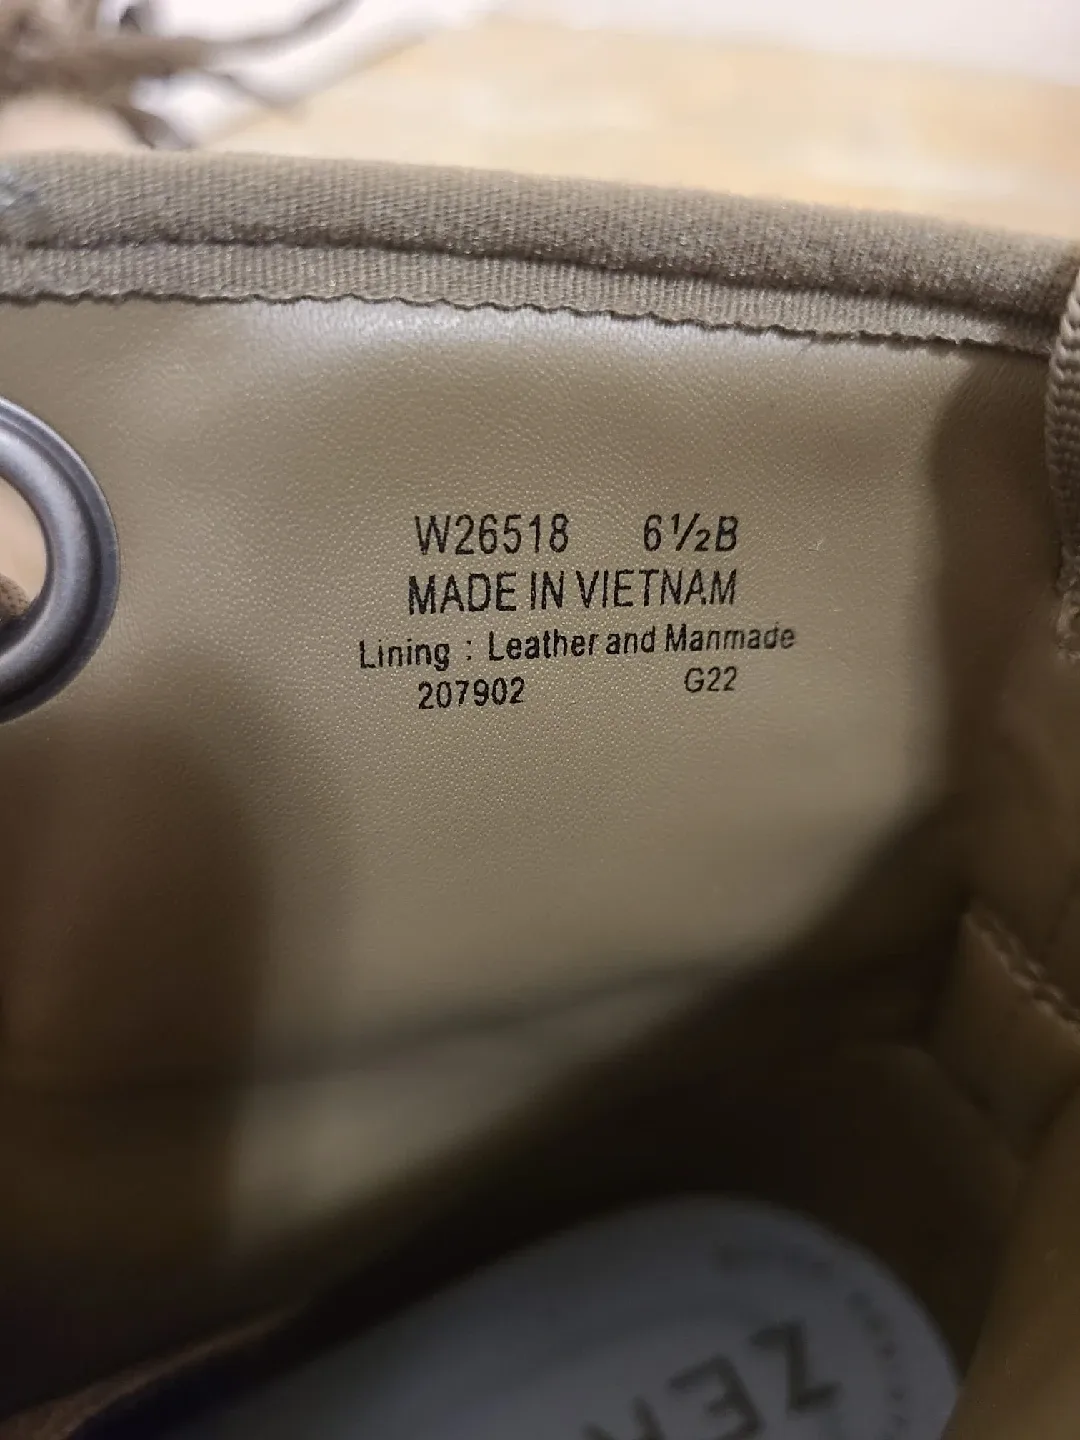 W26518 6½B
MADE IN VIETNAM
Lining : Leather and Manmade
207902 G22